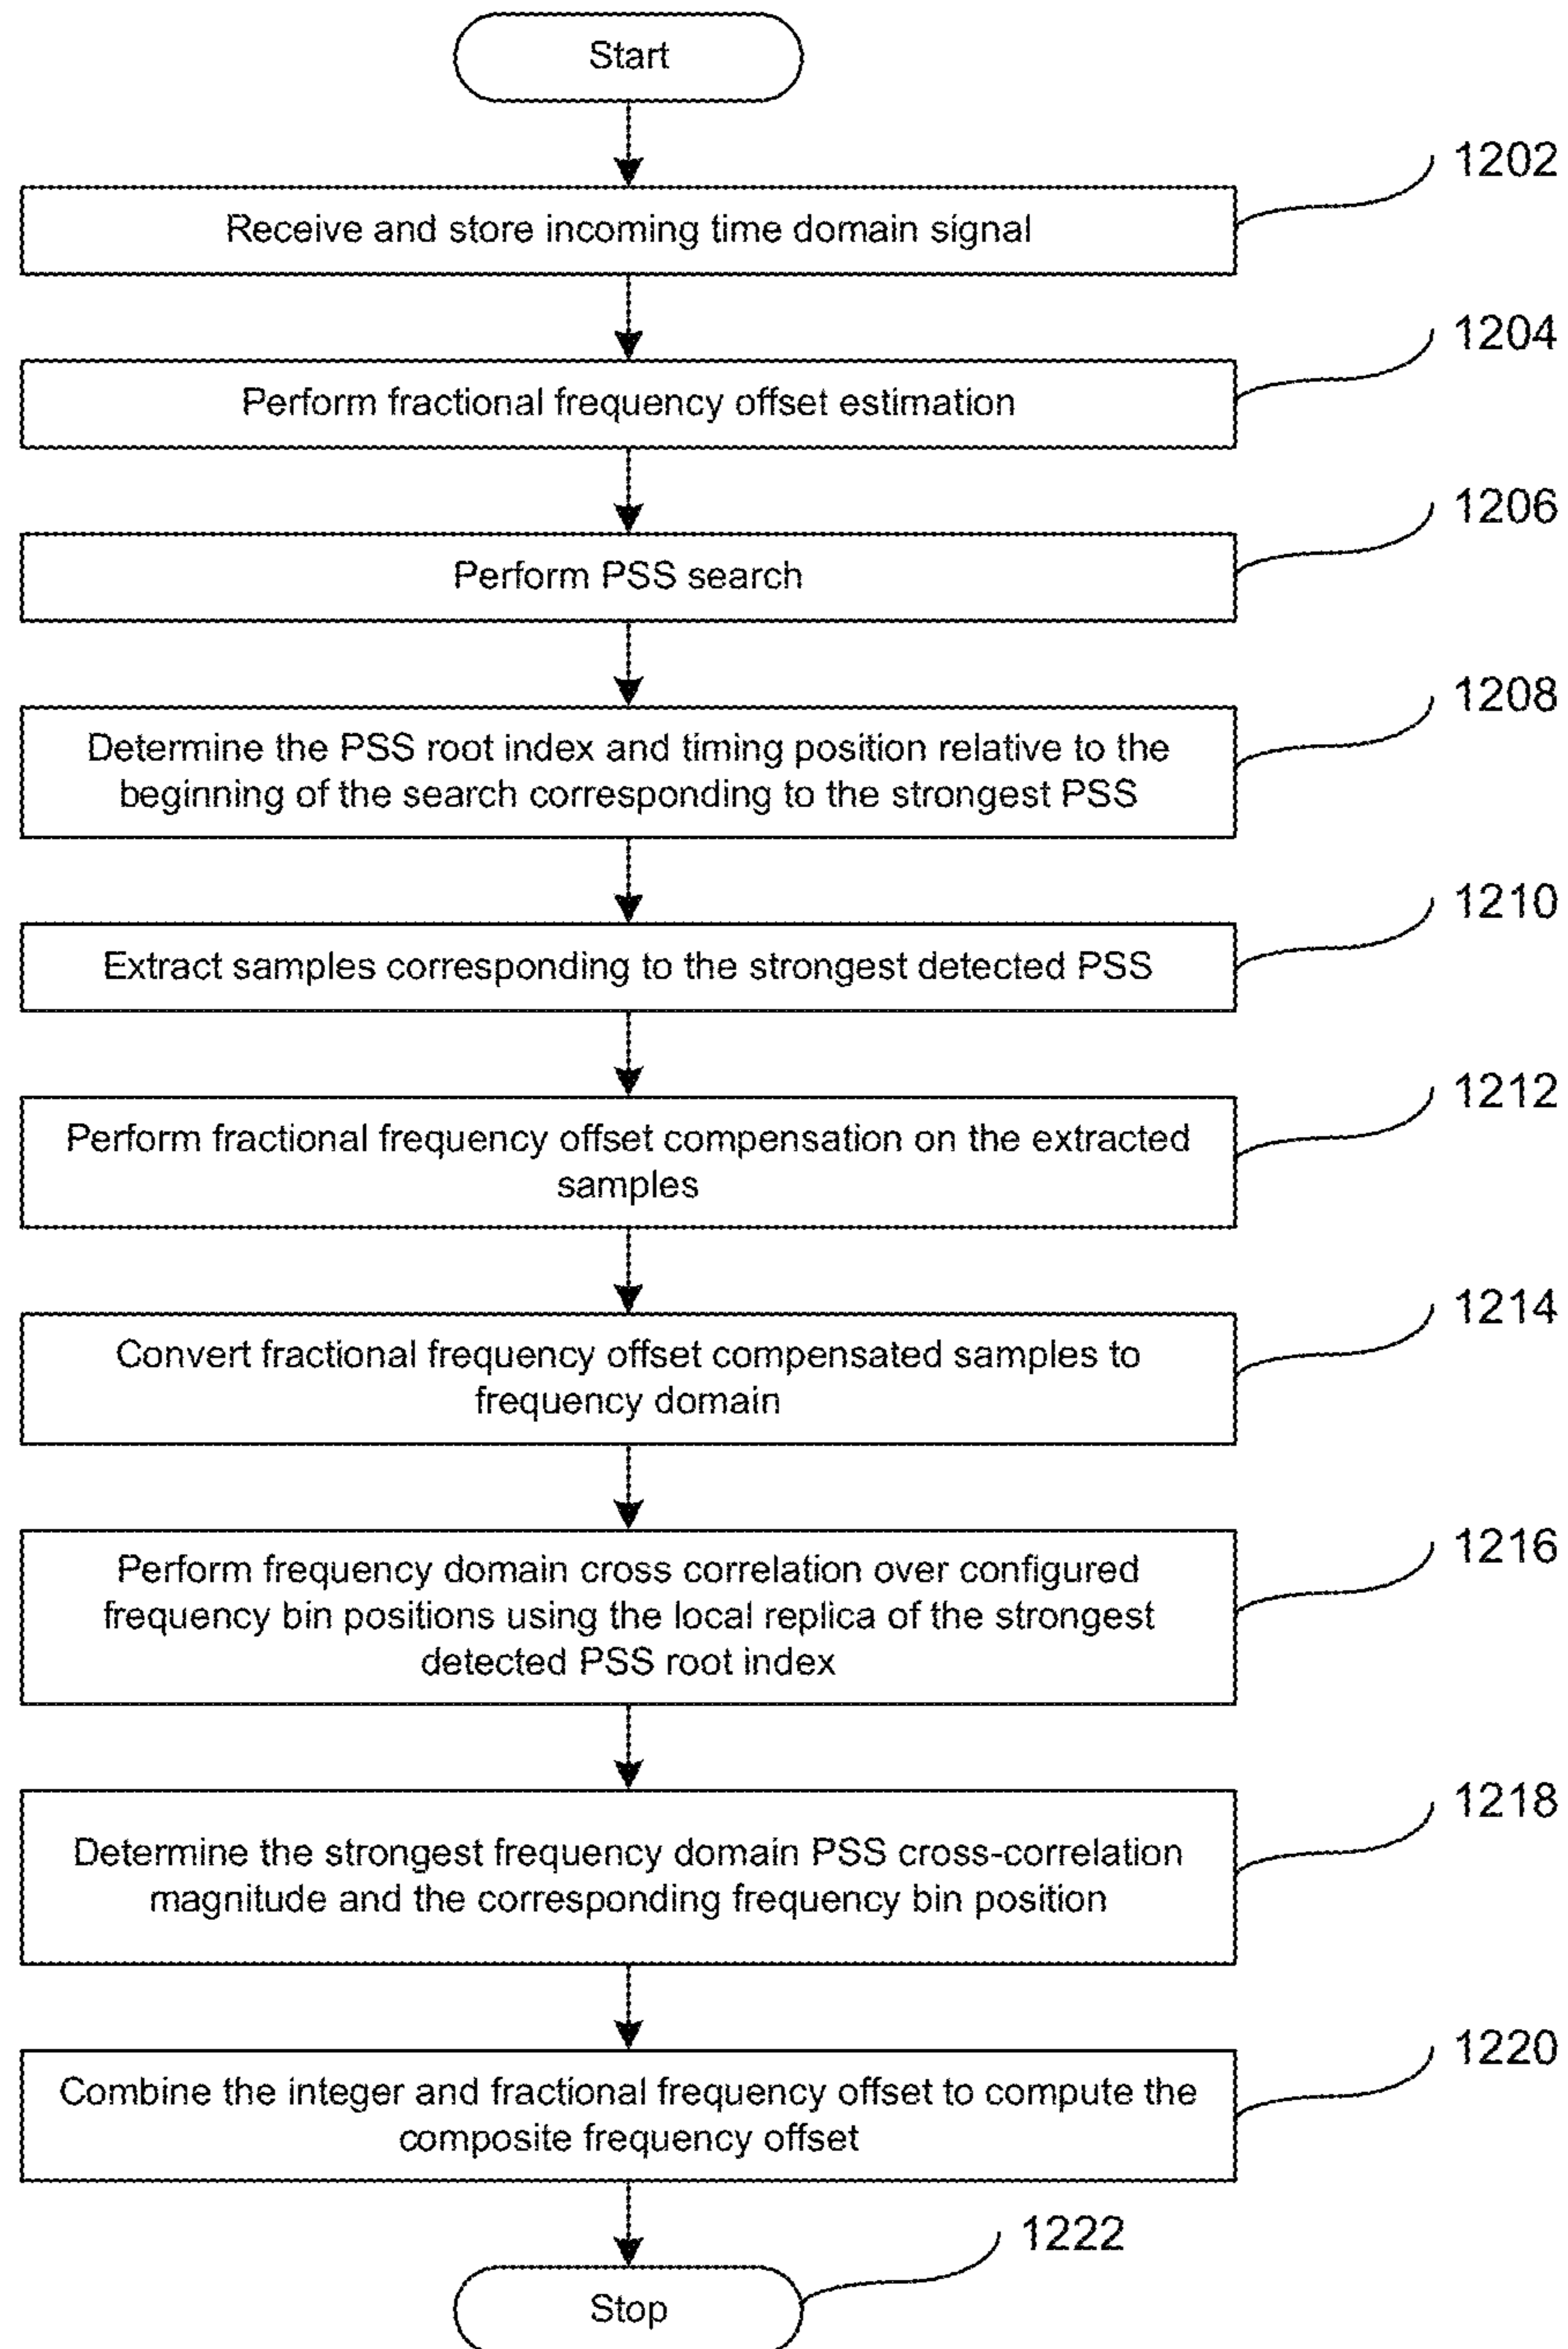 Start
1202
Receive and store incoming time domain signal
1204
Perform fractional frequency offset estimation
1206
Perform PSS search
1208
Determine the PSS root index and timing position relative to the
beginning of the search corresponding to the strongest PSS
1210
Extract samples corresponding to the strongest detected PSS
1212
Perform fractional frequency offset compensation on the extracted
samples
1214
Convert fractional frequency offset compensated samples to
frequency domain
1216
Perform frequency domain cross correlation over configured
frequency bin positions using the local replica of the strongest
detected PSS root index
1218
Determine the strongest frequency domain PSS cross-correlation
magnitude and the corresponding frequency bin position
1220
Combine the integer and fractional frequency offset to compute the
composite frequency offset
1222
Stop